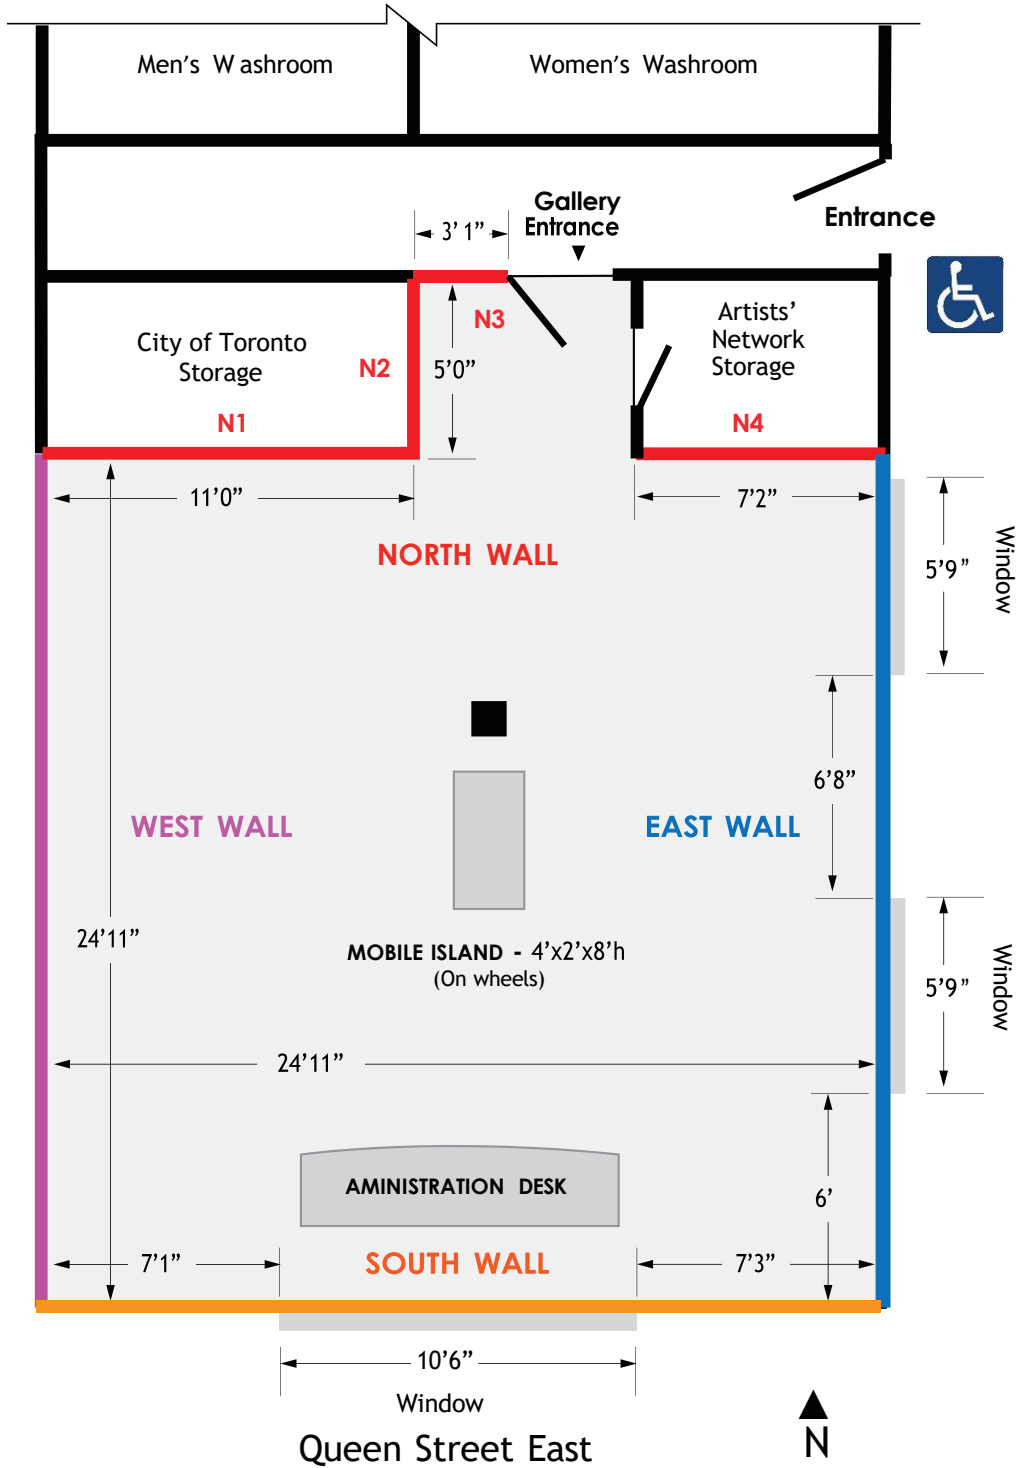 Men's Washroom
Women's Washroom
Gallery
Entrance
Entrance
3' 1"
N3
City of Toronto
Storage
N2
5'0"
Artists'
Network
Storage
N1
N4
11'0"
7'2"
NORTH WALL
5'9"
Window
6'8"
WEST WALL
EAST WALL
24'11"
MOBILE ISLAND - 4'x2'x8'h
(On wheels)
5'9"
Window
24'11"
AMINISTRATION DESK
6'
7'1"
SOUTH WALL
7'3"
10'6"
Window
Queen Street East
N